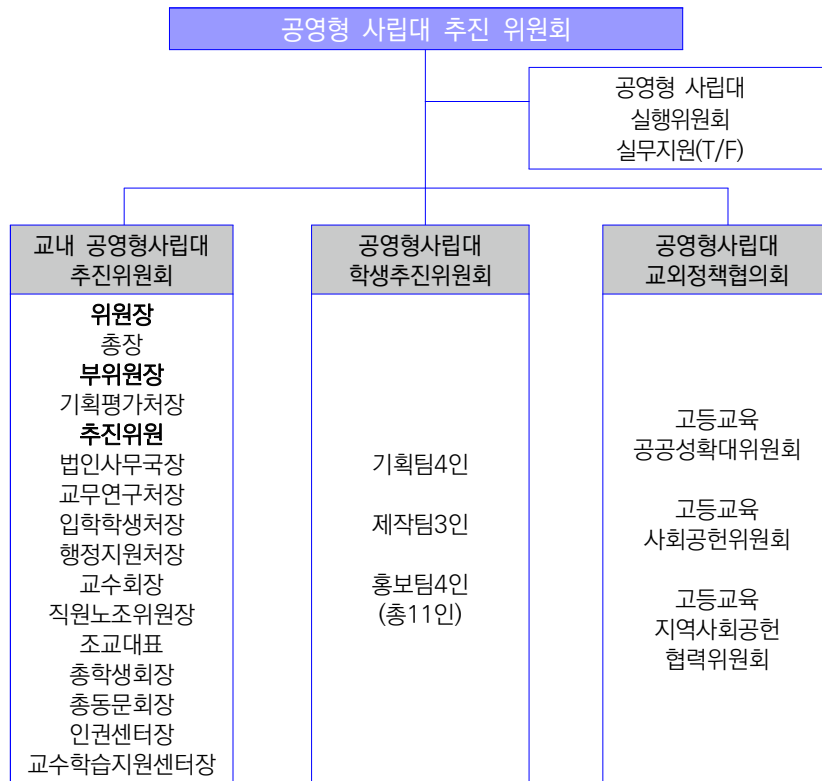 공영형 사립대 추진 위원회
공영형 사립대
실행위원회
실무지원(T/F)
교내 공영형사립대
추진위원회
위원장
총장
부위원장
기획평가처장
추진위원
법인사무국장
교무연구처장
입학학생처장
행정지원처장
교수회장
직원노조위원장
조교대표
총학생회장
총동문회장
인권센터장
교수학습지원센터장
공영형사립대
학생추진위원회
기획팀4인
제작팀3인
홍보팀4인
(총11인)
공영형사립대
교외정책협의회
고등교육
공공성확대위원회
고등교육
사회공헌위원회
고등교육
지역사회공헌
협력위원회